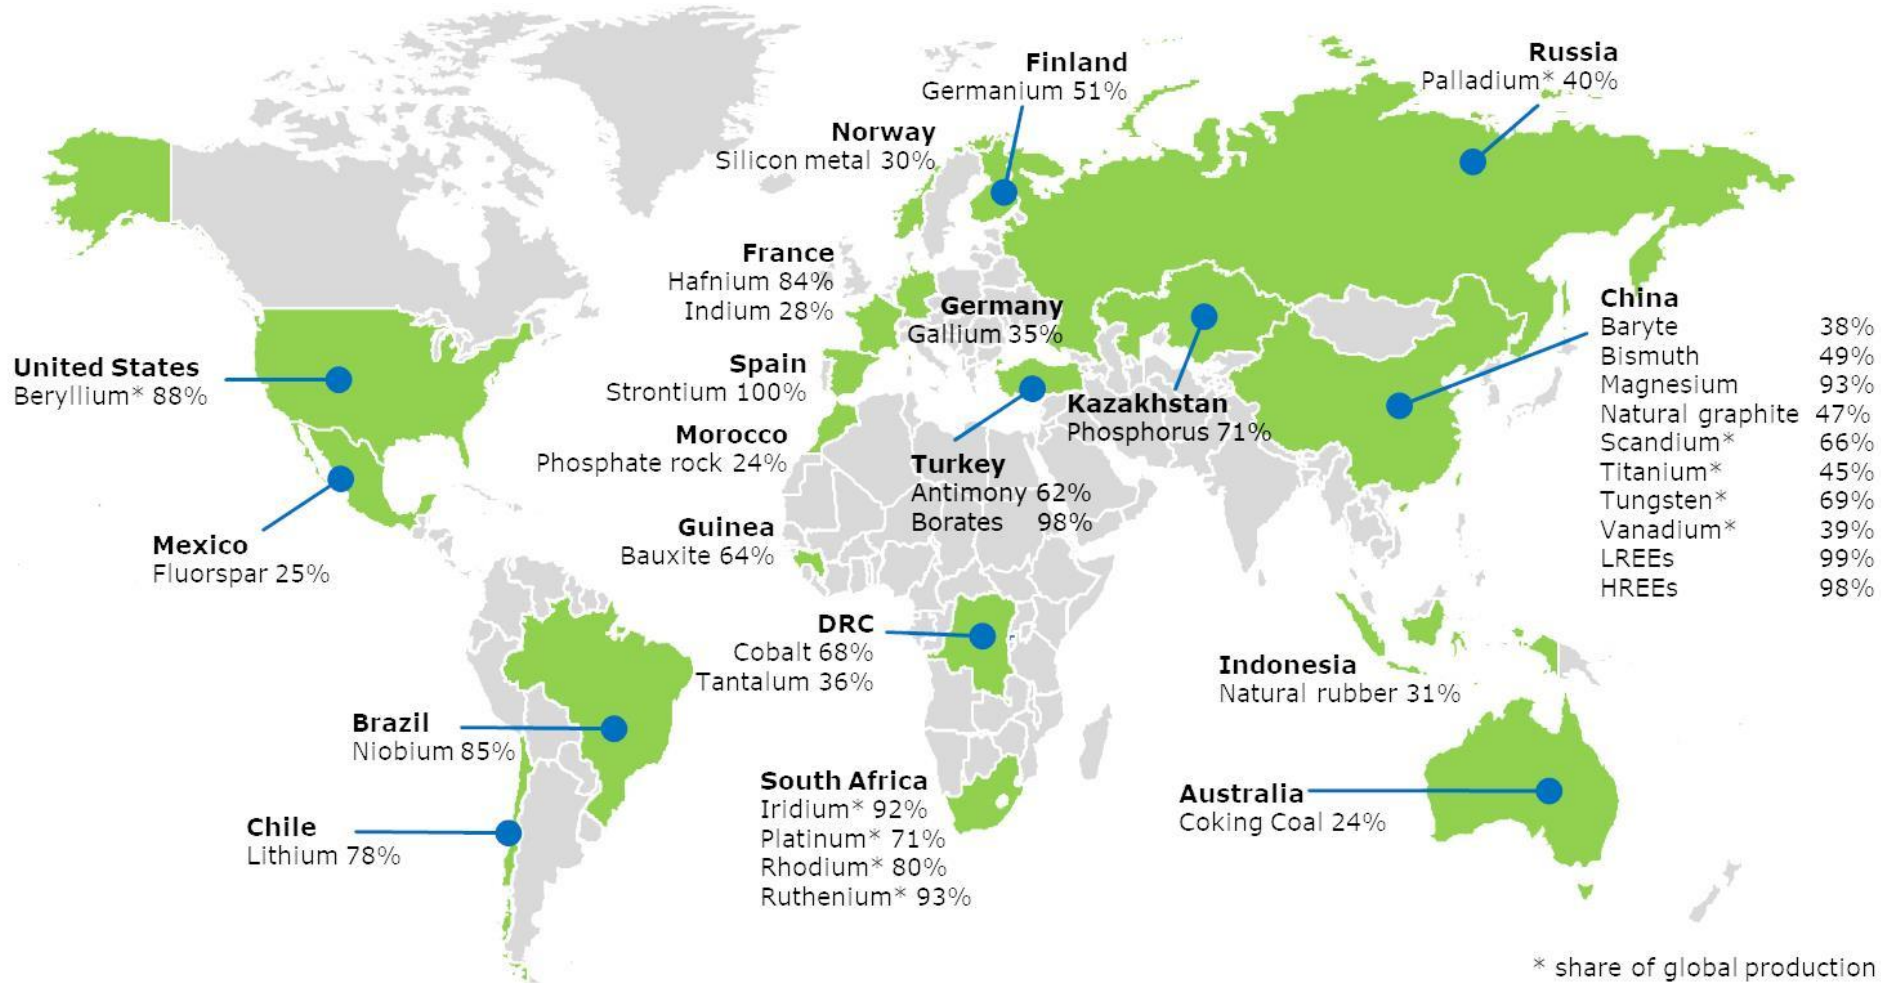 Russia
Palladium* 40%
Finland
Germanium 51%
Norway
Silicon metal 30%
France
Hafnium 84%
Indium 28%
Germany
Gallium 35%
China
Baryte 38%
Bismuth 49%
Magnesium 93%
Natural graphite 47%
Scandium* 66%
Titanium* 45%
Tungsten* 69%
Vanadium* 39%
LREEs 99%
HREEs 98%
United States
Beryllium* 88%
Spain
Strontium 100%
Kazakhstan
Phosphorus 71%
Morocco
Phosphate rock 24%
Turkey
Antimony 62%
Borates 98%
Mexico
Fluorspar 25%
Guinea
Bauxite 64%
DRC
Cobalt 68%
Tantalum 36%
Indonesia
Natural rubber 31%
Brazil
Niobium 85%
South Africa
Iridium* 92%
Platinum* 71%
Rhodium* 80%
Ruthenium* 93%
Australia
Coking Coal 24%
Chile
Lithium 78%
* share of global production